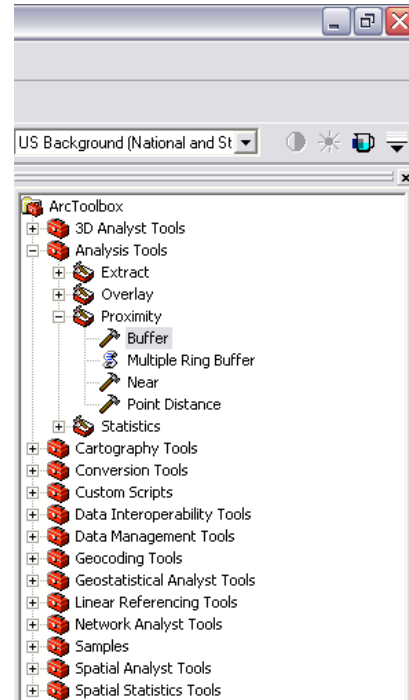 US Background (National and St
ArcToolbox
3D Analyst Tools
Analysis Tools
Extract
Overlay
Proximity
Buffer
Multiple Ring Buffer
Near
Point Distance
Statistics
Cartography Tools
Conversion Tools
Custom Scripts
Data Interoperability Tools
Data Management Tools
Geocoding Tools
Geostatistical Analyst Tools
Linear Referencing Tools
Network Analyst Tools
Samples
Spatial Analyst Tools
Spatial Statistics Tools